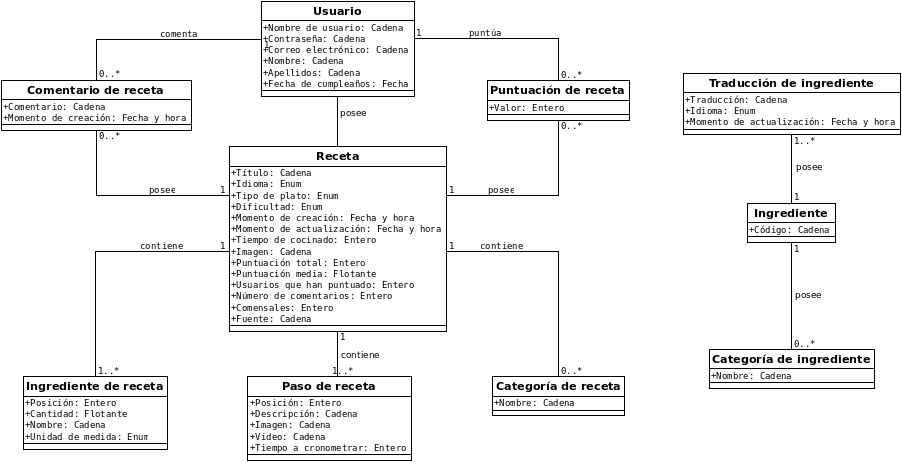 Usuario
+Nombre de usuario: Cadena
+Contraseña: Cadena
+Correo electrónico: Cadena
+Nombre: Cadena
+Apellidos: Cadena
+Fecha de cumpleaños: Fecha
comenta
1
1
puntúa
0..*
0..*
Comentario de receta
+Comentario: Cadena
+Momento de creación: Fecha y hora
0..*
Puntuación de receta
+Valor: Entero
0..*
posee
posee
1
1
posee
Receta
+Título: Cadena
+Idioma: Enum
+Tipo de plato: Enum
+Dificultad: Enum
+Momento de creación: Fecha y hora
+Momento de actualización: Fecha y hora
+Tiempo de cocinado: Entero
+Imagen: Cadena
+Puntuación total: Entero
+Puntuación media: Flotante
+Usuarios que han puntuado: Entero
+Número de comentarios: Entero
+Comensales: Entero
+Fuente: Cadena
contiene
1
1
contiene
1
contiene
1..*
1..*
0..*
Ingrediente de receta
+Posición: Entero
+Cantidad: Flotante
+Nombre: Cadena
+Unidad de medida: Enum
Paso de receta
+Posición: Entero
+Descripción: Cadena
+Imagen: Cadena
+Video: Cadena
+Tiempo a cronometrar: Entero
Categoría de receta
+Nombre: Cadena
Traducción de ingrediente
+Traducción: Cadena
+Idioma: Enum
+Momento de actualización: Fecha y hora
1..*
posee
1
Ingrediente
+Código: Cadena
1
posee
0..*
Categoría de ingrediente
+Nombre: Cadena